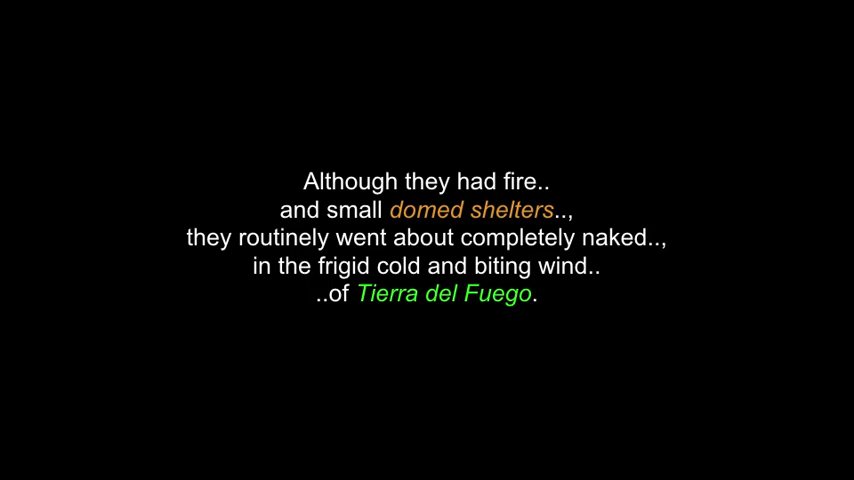 Although they had fire..
and small domed shelters..,
they routinely went about completely naked..,
in the frigid cold and biting wind..
..of Tierra del Fuego.